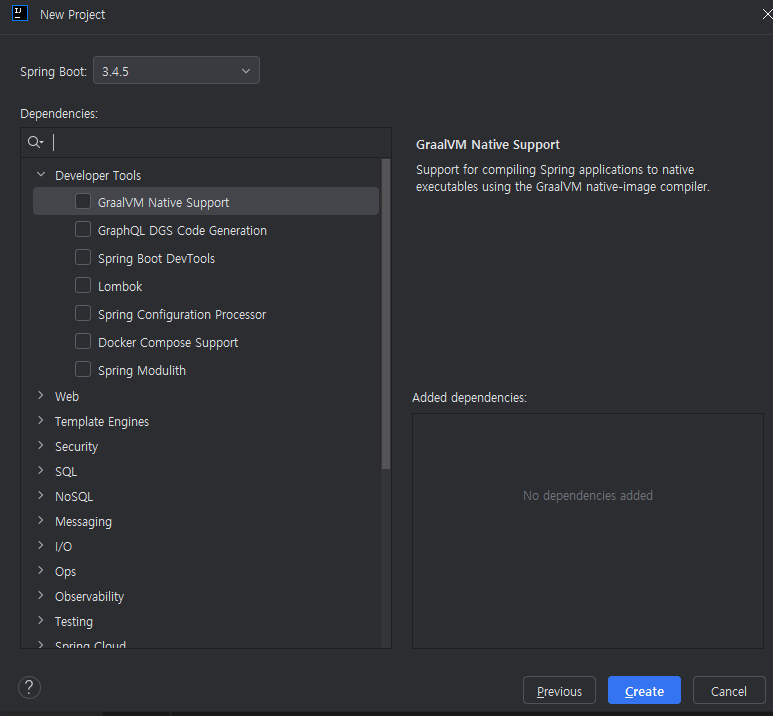 IJ
New Project
Spring Boot:
3.4.5
Dependencies:
Developer Tools
GraalVM Native Support
GraphQL DGS Code Generation
Spring Boot DevTools
Lombok
Spring Configuration Processor
Docker Compose Support
Spring Modulith
Web
Template Engines
Security
SQL
NoSQL
Messaging
I/O
Ops
Observability
Testing
Spring Cloud
GraalVM Native Support
Support for compiling Spring applications to native
executables using the GraalVM native-image compiler.
Added dependencies:
No dependencies added
?
Previous
Create
Cancel